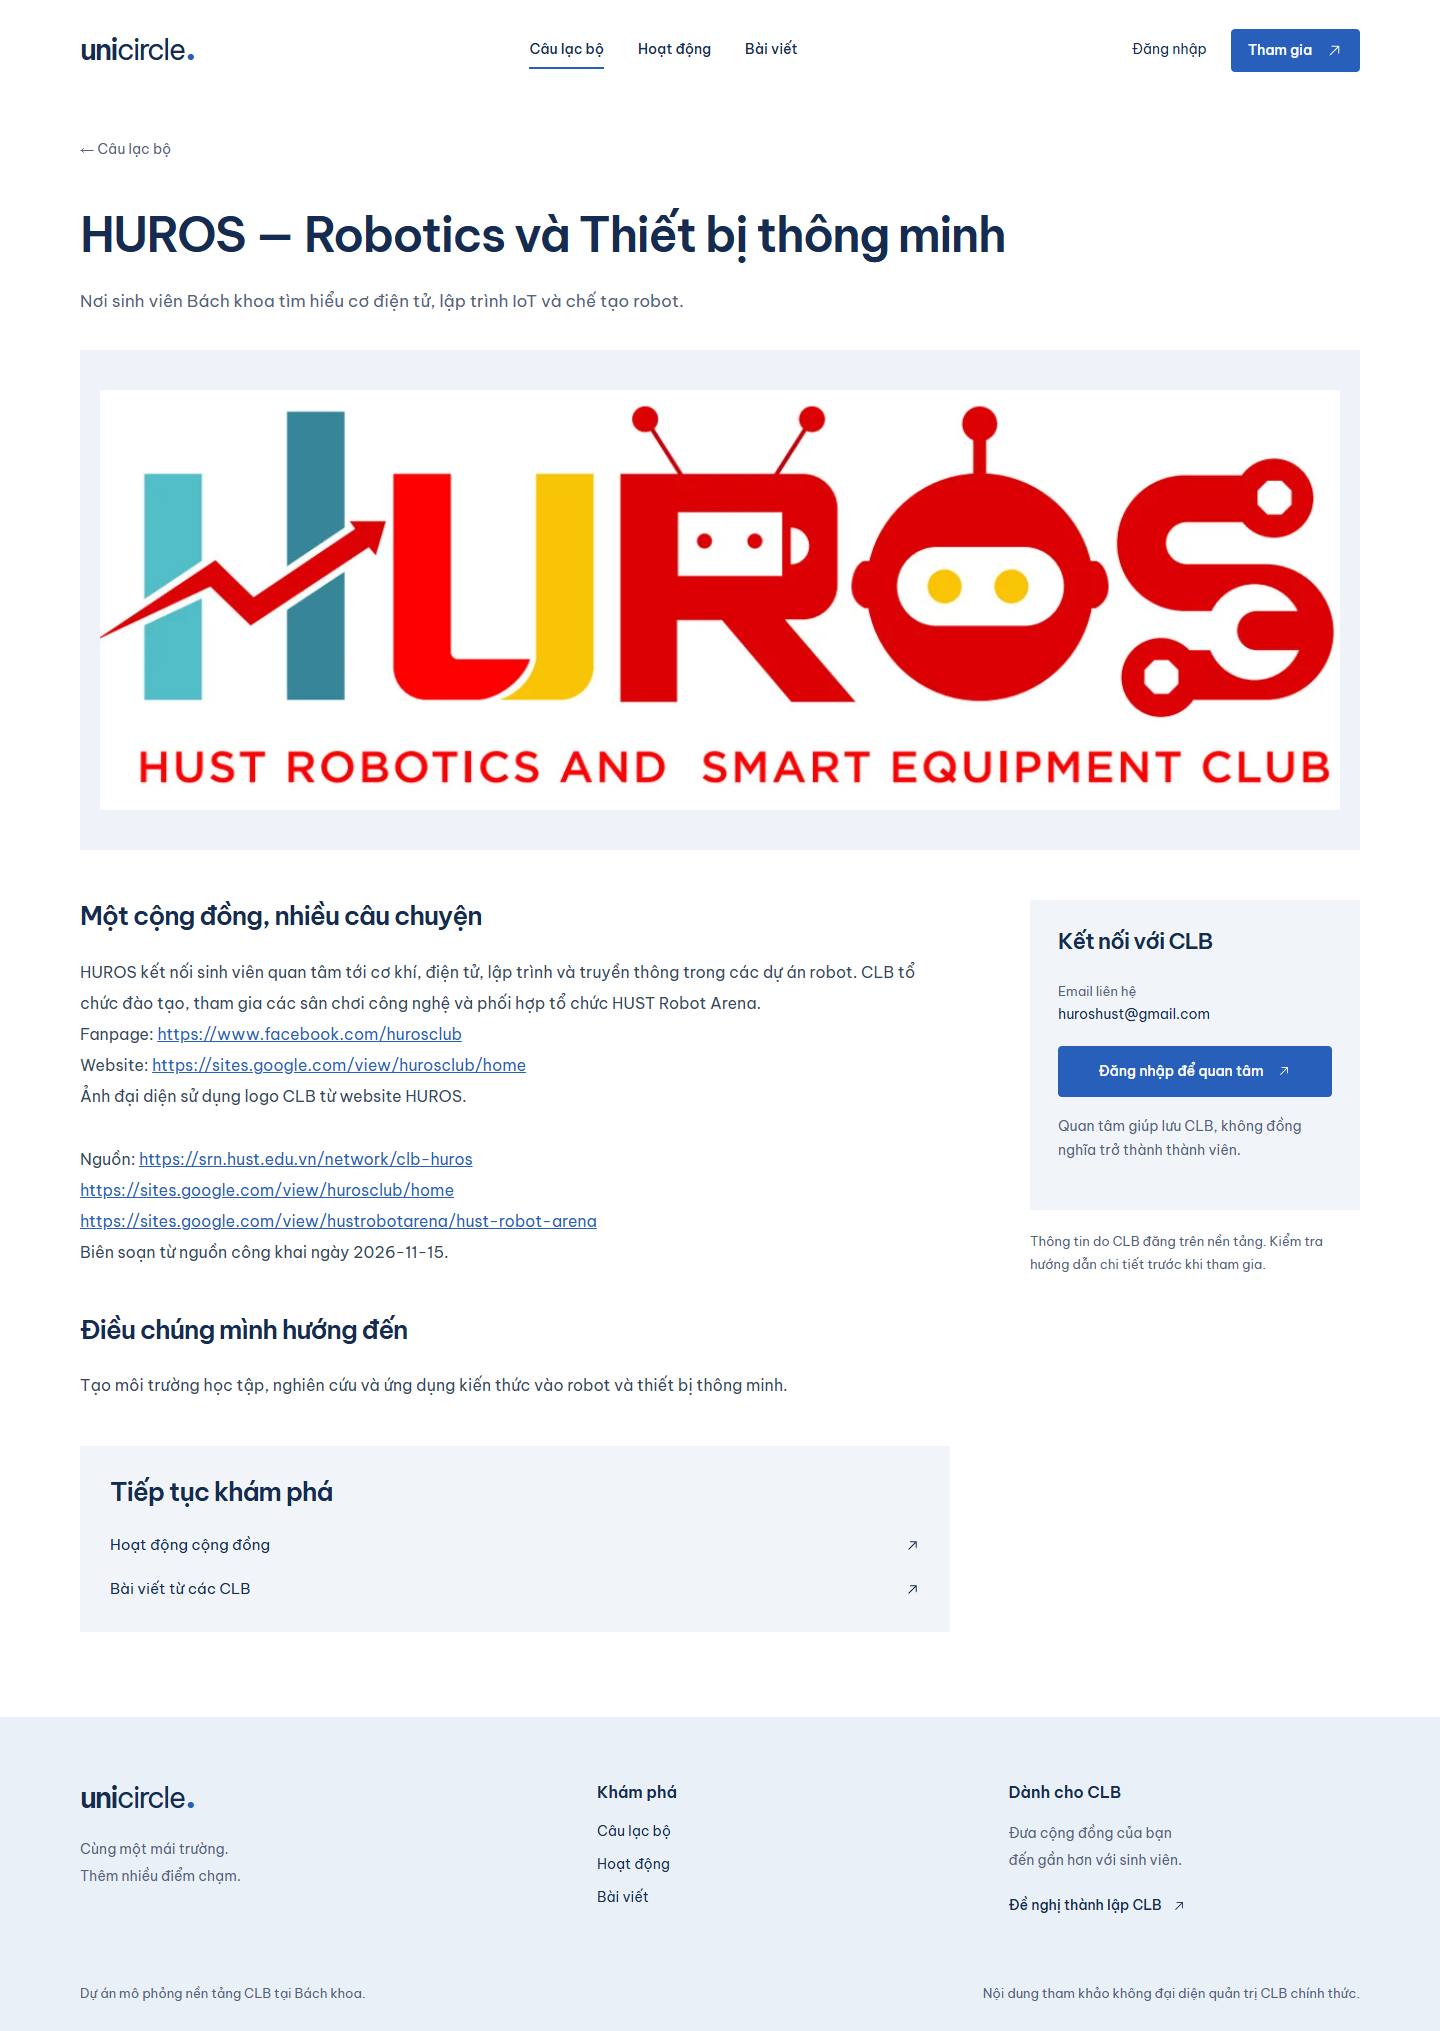 unicircle.
Câu lạc bộ
Hoạt động
Bài viết
Đăng nhập
Tham gia ↗
← Câu lạc bộ
HUROS — Robotics và Thiết bị thông minh
Nơi sinh viên Bách khoa tìm hiểu cơ điện tử, lập trình IoT và chế tạo robot.
HUROS
HUST ROBOTICS AND SMART EQUIPMENT CLUB
Một cộng đồng, nhiều câu chuyện
HUROS kết nối sinh viên quan tâm tới cơ khí, điện tử, lập trình và truyền thông trong các dự án robot. CLB tổ
chức đào tạo, tham gia các sân chơi công nghệ và phối hợp tổ chức HUST Robot Arena.
Fanpage: https://www.facebook.com/hurosclub
Website: https://sites.google.com/view/hurosclub/home
Ảnh đại diện sử dụng logo CLB từ website HUROS.
Nguồn: https://srn.hust.edu.vn/network/clb-huros
https://sites.google.com/view/hurosclub/home
https://sites.google.com/view/hustrobotarena/hust-robot-arena
Biên soạn từ nguồn công khai ngày 2026-11-15.
Điều chúng mình hướng đến
Tạo môi trường học tập, nghiên cứu và ứng dụng kiến thức vào robot và thiết bị thông minh.
Tiếp tục khám phá
Hoạt động cộng đồng ↗
Bài viết từ các CLB ↗
Kết nối với CLB
Email liên hệ
huroshust@gmail.com
Đăng nhập để quan tâm ↗
Quan tâm giúp lưu CLB, không đồng
nghĩa trở thành thành viên.
Thông tin do CLB đăng trên nền tảng. Kiểm tra
hướng dẫn chi tiết trước khi tham gia.
unicircle.
Cùng một mái trường.
Thêm nhiều điểm chạm.
Khám phá
Câu lạc bộ
Hoạt động
Bài viết
Dành cho CLB
Đưa cộng đồng của bạn
đến gần hơn với sinh viên.
Đề nghị thành lập CLB ↗
Dự án mô phỏng nền tảng CLB tại Bách khoa.
Nội dung tham khảo không đại diện quản trị CLB chính thức.